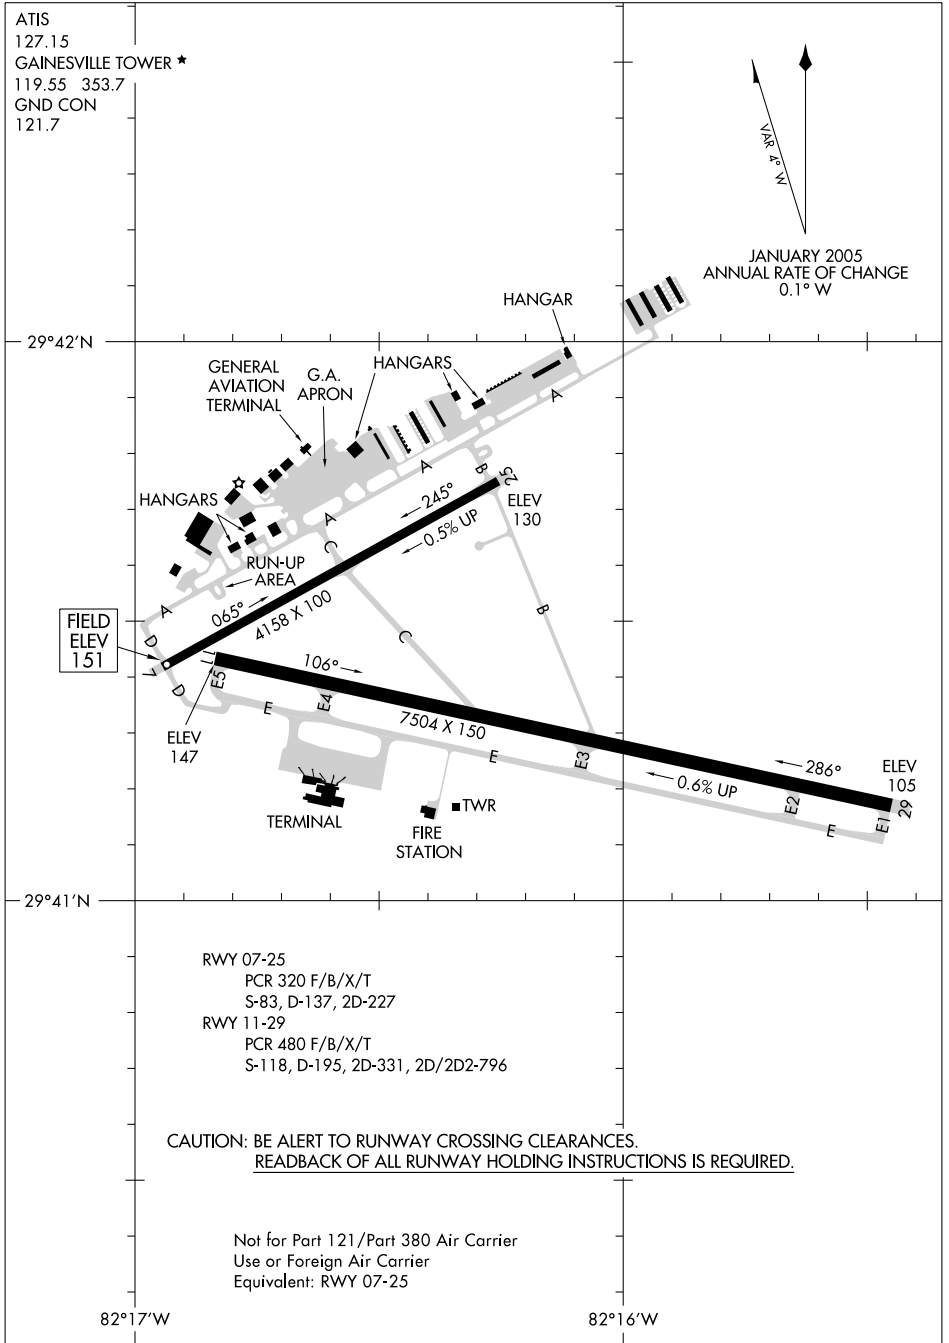 ATIS
127.15
GAINESVILLE TOWER ★
119.55 353.7
GND CON
121.7
VAR 4° W
JANUARY 2005
ANNUAL RATE OF CHANGE
0.1° W
HANGAR
29°42'N
GENERAL
AVIATION
TERMINAL
G.A.
APRON
HANGARS
A
A
B
25
ELEV
130
245°
0.5% UP
HANGARS
A
C
RUN-UP
AREA
065°
4158 X 100
A
D
FIELD
ELEV
151
7
D
11
E5
106°
C
B
E4
E
7504 X 150
E
E3
ELEV
147
0.6% UP
286°
ELEV
105
29
E2
E1
E
TERMINAL
TWR
FIRE
STATION
29°41'N
RWY 07-25
PCR 320 F/B/X/T
S-83, D-137, 2D-227
RWY 11-29
PCR 480 F/B/X/T
S-118, D-195, 2D-331, 2D/2D2-796
CAUTION: BE ALERT TO RUNWAY CROSSING CLEARANCES.
READBACK OF ALL RUNWAY HOLDING INSTRUCTIONS IS REQUIRED.
Not for Part 121/Part 380 Air Carrier
Use or Foreign Air Carrier
Equivalent: RWY 07-25
82°17'W
82°16'W